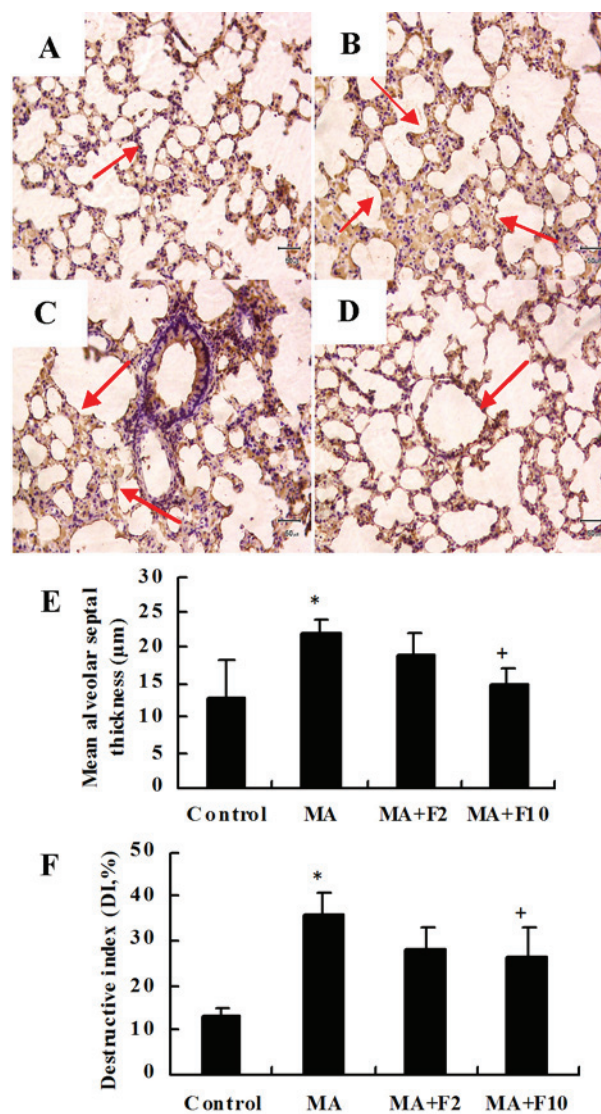 A
B
C
D
E
Mean alveolar septal
thickness (μm)
30
25
20
15
10
5
0
*
+
Control MA MA+F2 MA+F10
F
Destructive index (DI,%)
50
40
30
20
10
0
*
+
Control MA MA+F2 MA+F10